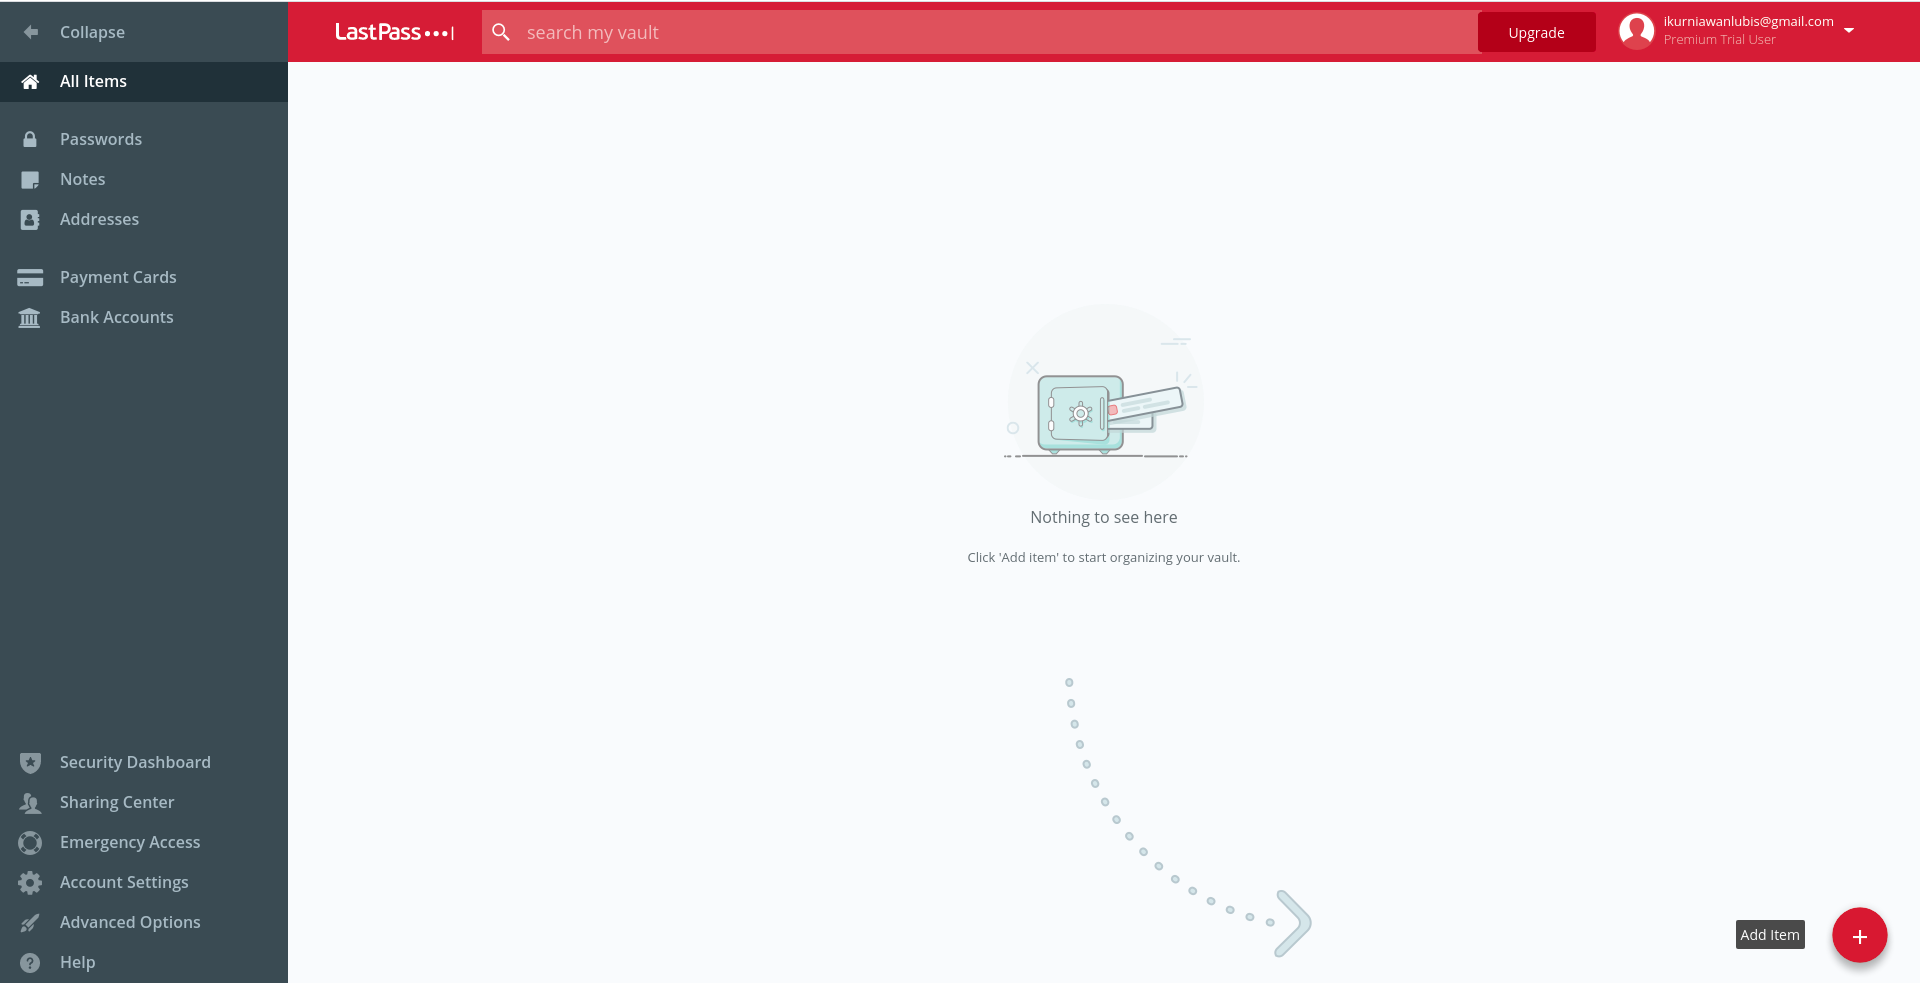 Collapse
All Items
Passwords
Notes
Addresses
Payment Cards
Bank Accounts
Security Dashboard
Sharing Center
Emergency Access
Account Settings
Advanced Options
Help
LastPass
search my vault
Upgrade
ikurniawanlubis@gmail.com
Premium Trial User
Nothing to see here
Click 'Add item' to start organizing your vault.
Add Item